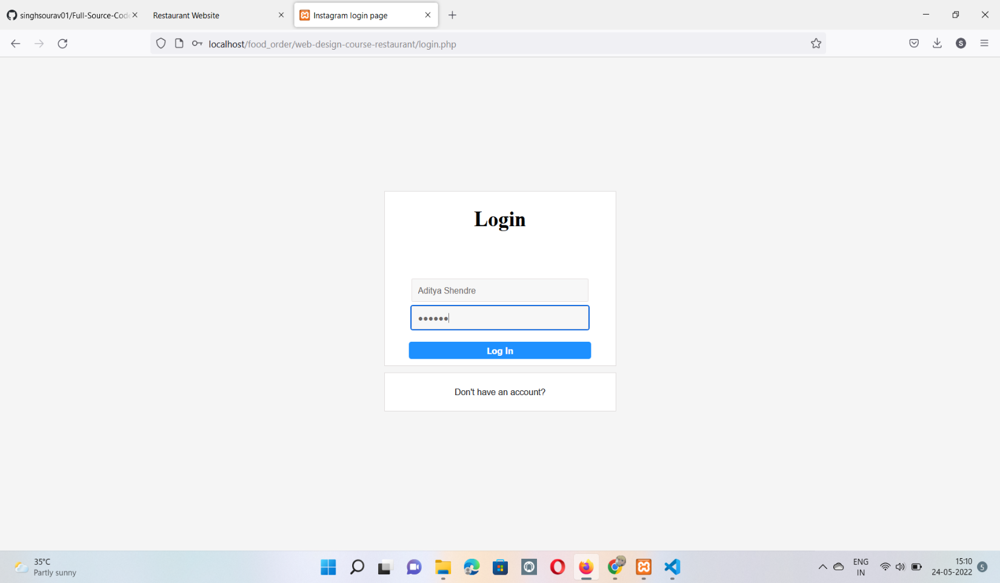 singhsourav01/Full-Source-Code
Restaurant Website
Instagram login page
localhost/food_order/web-design-course-restaurant/login.php
S
Login
Aditya Shendre
••••••
Log In
Don't have an account?
35°C
Partly sunny
ENG
IN
15:10
24-05-2022
5